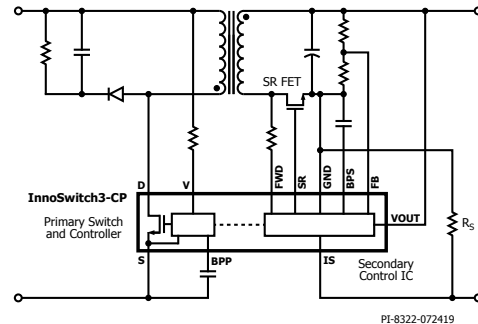 SR FET
D
V
FWD
SR
GND
BPS
FB
InnoSwitch3-CP
VOUT
Primary Switch
and Controller
RS
S
BPP
IS
Secondary
Control IC
PI-8322-072419